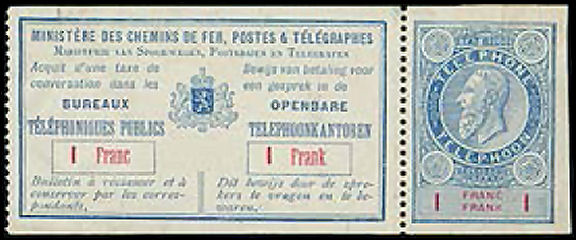 MINISTÈRE DES CHEMINS DE FER, POSTES & TÉLÉGRAPHES
MINISTERIE VAN SPOORWEGEN, POSTERIJEN EN TELEGRAFEN
Acquit d'une taxe de
conversation dans les
BUREAUX
TÉLÉPHONIQUES PUBLICS
1 Franc
Bulletin à réclamer et à
conserver par les corres-
pondants.
Bewijs van betaling voor
een gesprek in de
OPENBARE
TELEPHOONKANTOREN
1 Frank
Dit bewijs door de spre-
kers te vragen en te be-
waren.
TÉLÉPHONE
TELEPHOON
1 FRANC 1
FRANK